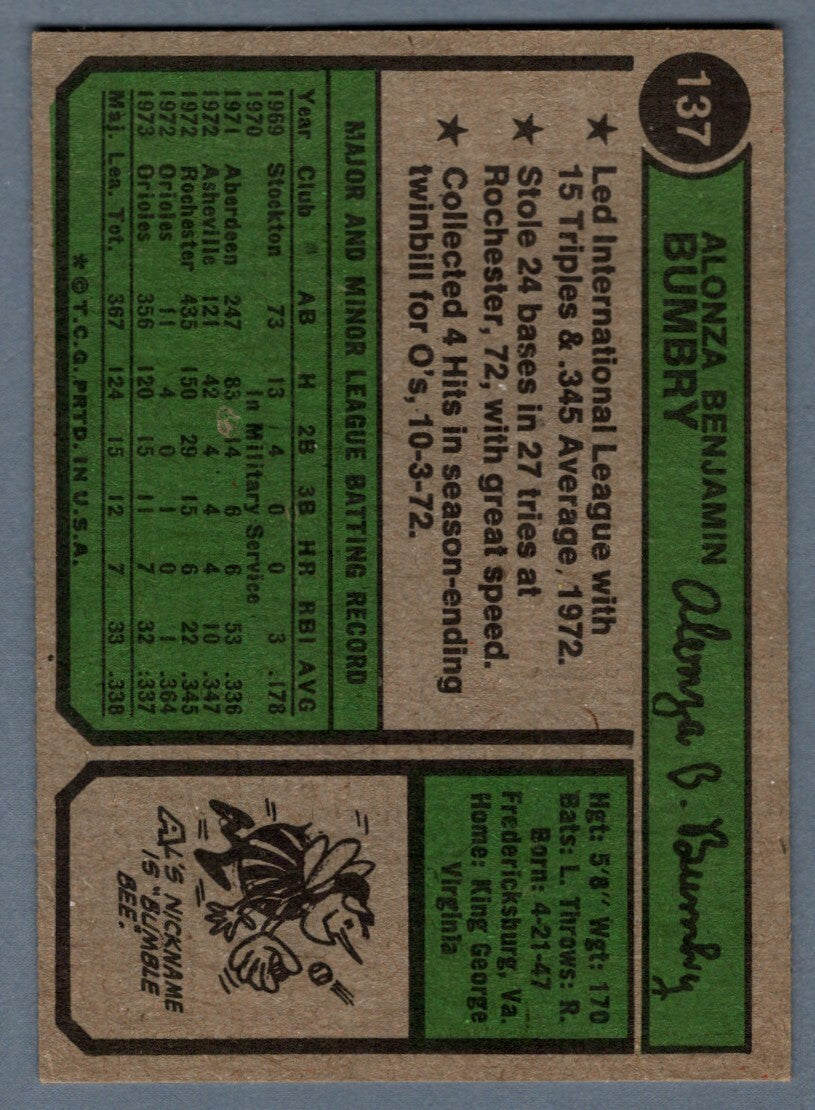 137
ALONZA BENJAMIN
BUMBRY
Alonza B. Bumbry
★ Led International League with
15 Triples & .345 Average, 1972.
★ Stole 24 bases in 27 tries at
Rochester, 72, with great speed.
★ Collected 4 Hits in season-ending
twinbill for O's, 10-3-72.
Hgt: 5'8" Wgt: 170
Bats: L. Throws: R.
Born: 4-21-47
Fredericksburg, Va.
Home: King George
Virginia
MAJOR AND MINOR LEAGUE BATTING RECORD
Year Club AB H 2B 3B HR RBI AVG
1969 Stockton 73 13 4 0 0 3 .178
1970 In Military Service
1971 Aberdeen 247 83 14 6 6 53 .336
1972 Asheville 121 42 4 4 4 10 .347
1972 Rochester 435 150 29 15 6 22 .345
1972 Orioles 11 4 0 1 0 1 .364
1973 Orioles 356 120 15 11 7 32 .337
Maj. Lea. Tot. 367 124 15 12 7 33 .338
* © T.C.G. PRTD. IN U.S.A.
AL'S NICKNAME
IS "BUMBLE
BEE."